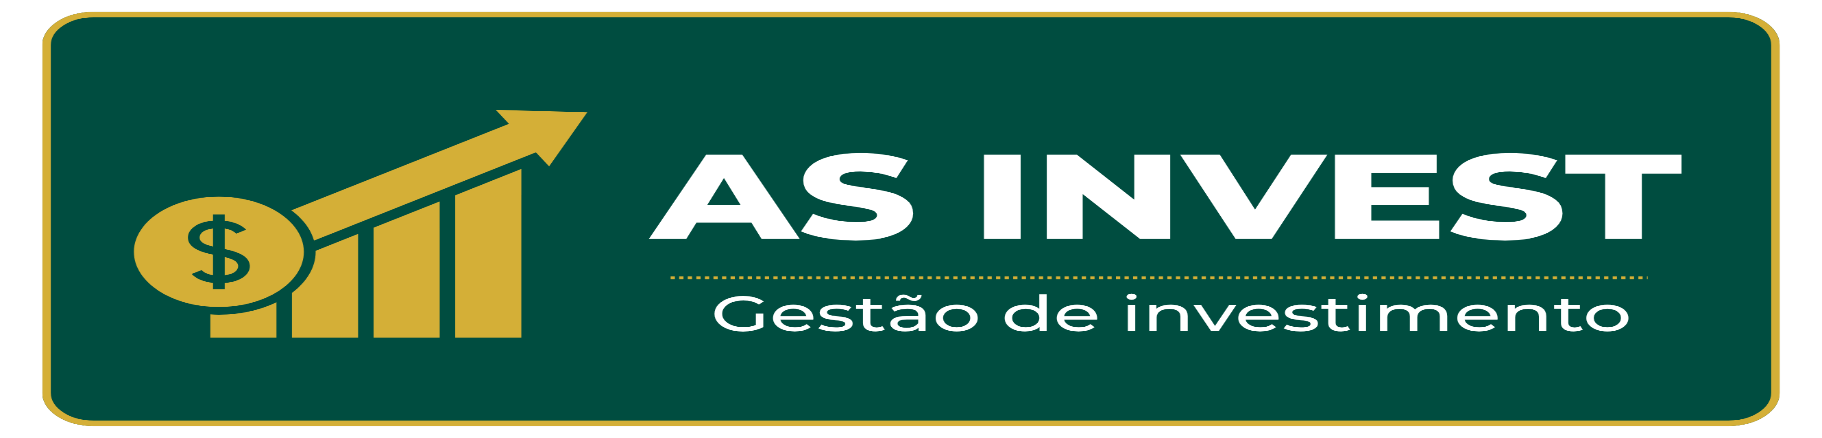 $
AS INVEST
Gestão de investimento